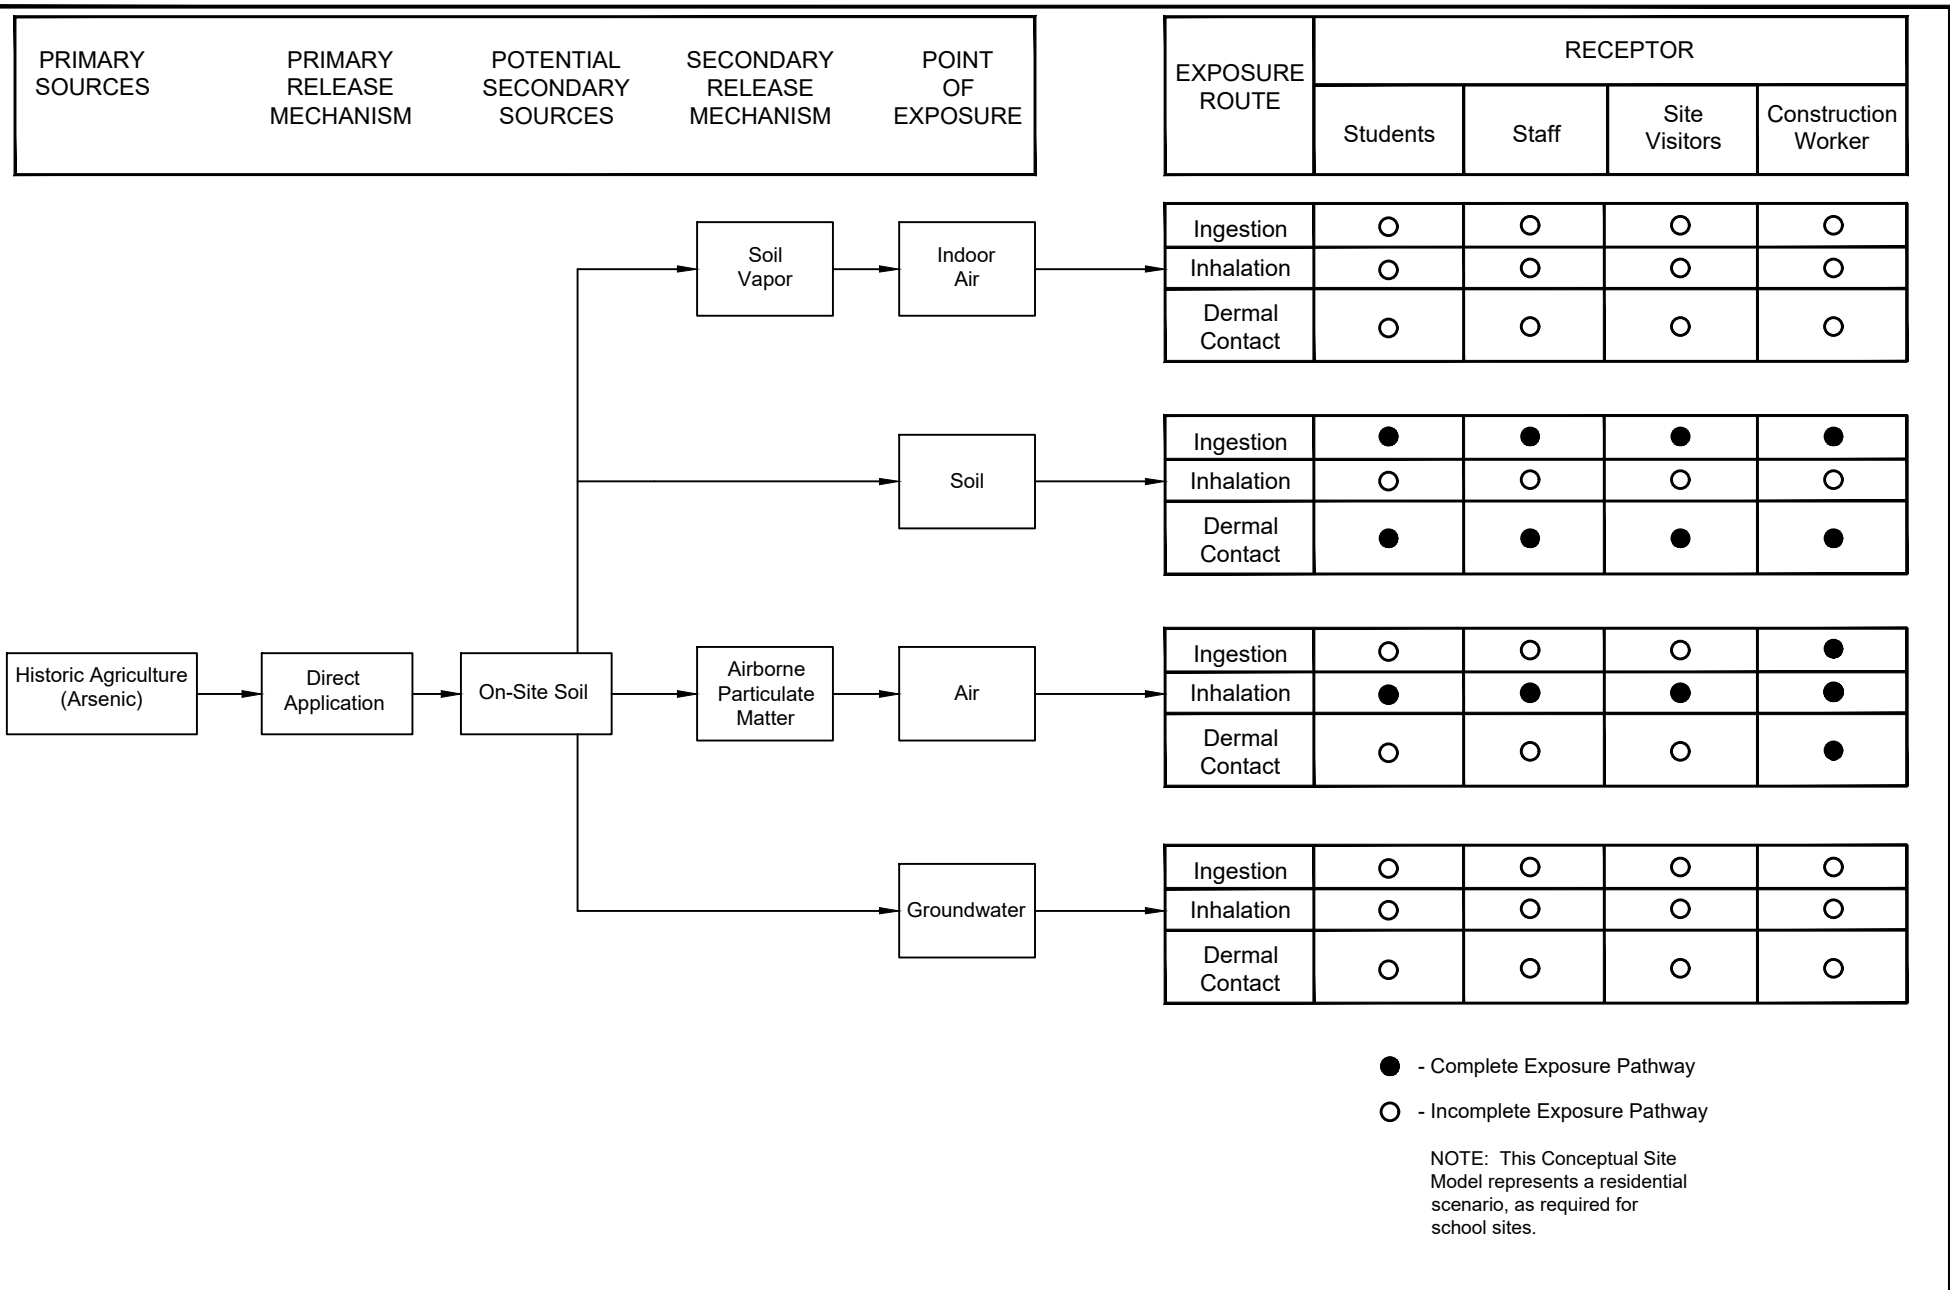 PRIMARY
SOURCES
PRIMARY
RELEASE
MECHANISM
POTENTIAL
SECONDARY
SOURCES
SECONDARY
RELEASE
MECHANISM
POINT
OF
EXPOSURE
EXPOSURE
ROUTE
RECEPTOR
Students
Staff
Site
Visitors
Construction
Worker
Soil
Vapor
Indoor
Air
Ingestion
Inhalation
Dermal
Contact
Soil
Ingestion
Inhalation
Dermal
Contact
Historic Agriculture
(Arsenic)
Direct
Application
On-Site Soil
Airborne
Particulate
Matter
Air
Ingestion
Inhalation
Dermal
Contact
Groundwater
Ingestion
Inhalation
Dermal
Contact
- Complete Exposure Pathway
- Incomplete Exposure Pathway
NOTE: This Conceptual Site
Model represents a residential
scenario, as required for
school sites.